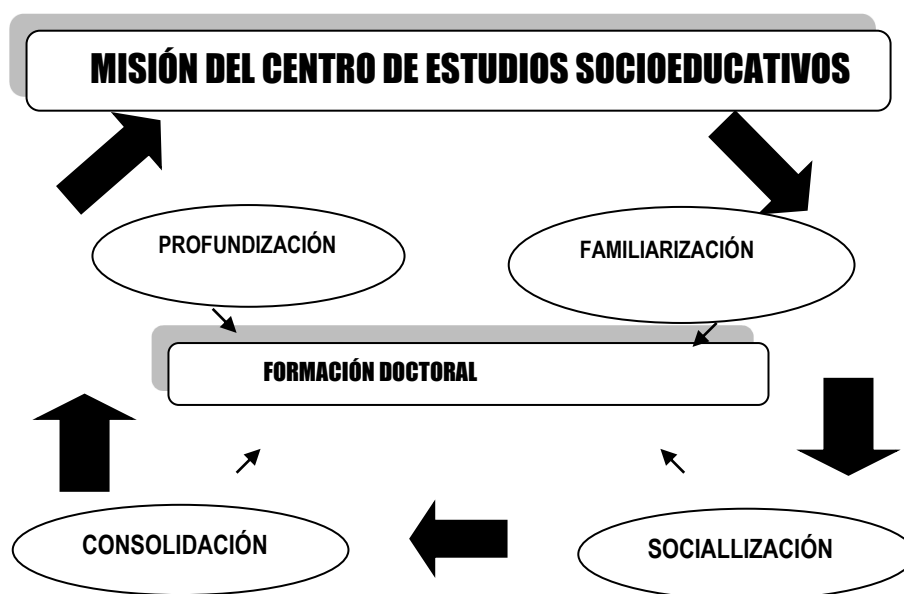 MISIÓN DEL CENTRO DE ESTUDIOS SOCIOEDUCATIVOS
PROFUNDIZACIÓN
FAMILIARIZACIÓN
FORMACIÓN DOCTORAL
CONSOLIDACIÓN
SOCIALLIZACIÓN